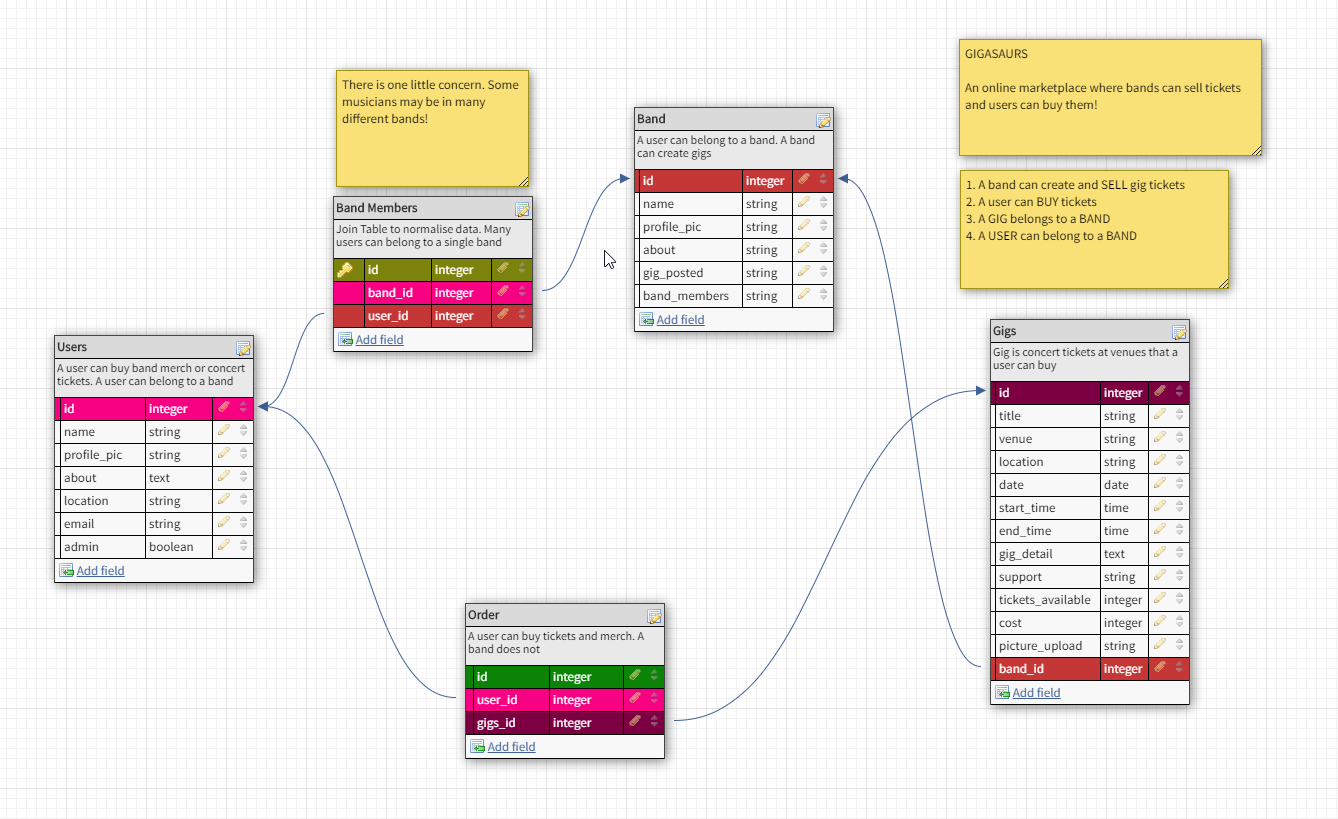 There is one little concern. Some
musicians may be in many
different bands!
GIGASAURS
An online marketplace where bands can sell tickets
and users can buy them!
1. A band can create and SELL gig tickets
2. A user can BUY tickets
3. A GIG belongs to a BAND
4. A USER can belong to a BAND
Band
A user can belong to a band. A band
can create gigs
id integer
name string
profile_pic string
about string
gig_posted string
band_members string
Add field
Band Members
Join Table to normalise data. Many
users can belong to a single band
id integer
band_id integer
user_id integer
Add field
Users
A user can buy band merch or concert
tickets. A user can belong to a band
id integer
name string
profile_pic string
about text
location string
email string
admin boolean
Add field
Gigs
Gig is concert tickets at venues that a
user can buy
id integer
title string
venue string
location string
date date
start_time time
end_time time
gig_detail text
support string
tickets_available integer
cost integer
picture_upload string
band_id integer
Add field
Order
A user can buy tickets and merch. A
band does not
id integer
user_id integer
gigs_id integer
Add field